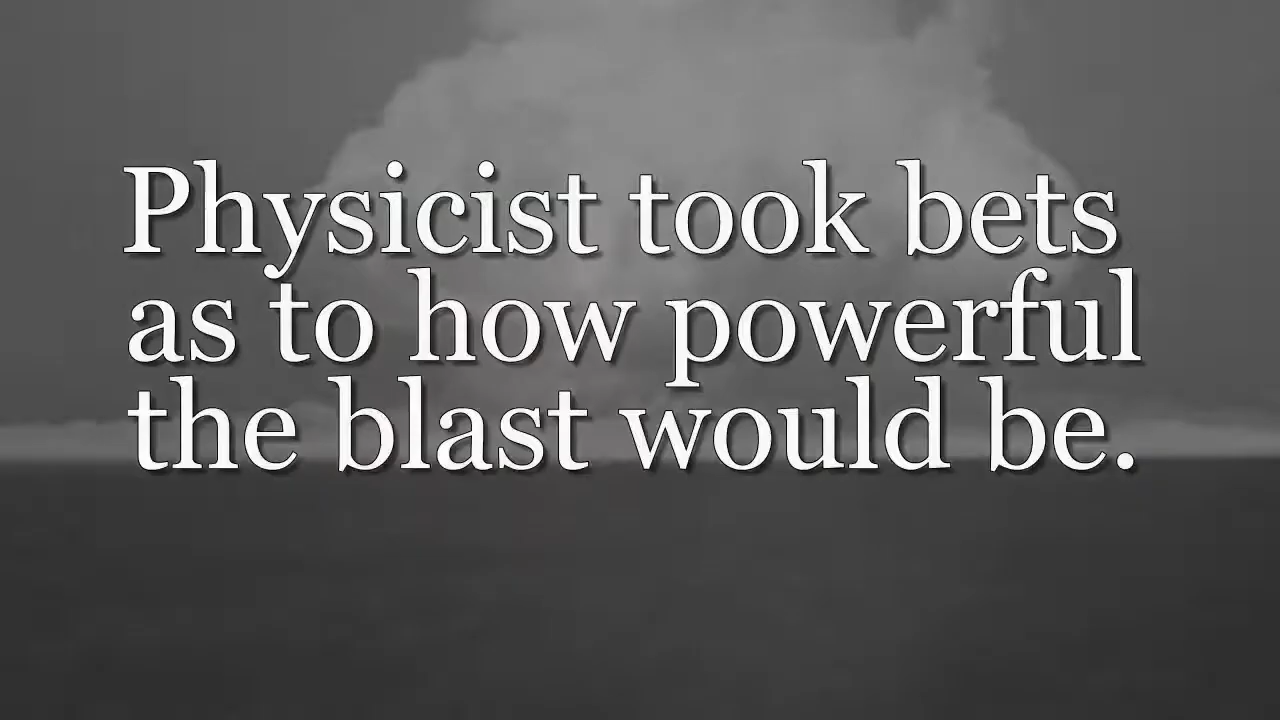 Physicist took bets
as to how powerful
the blast would be.